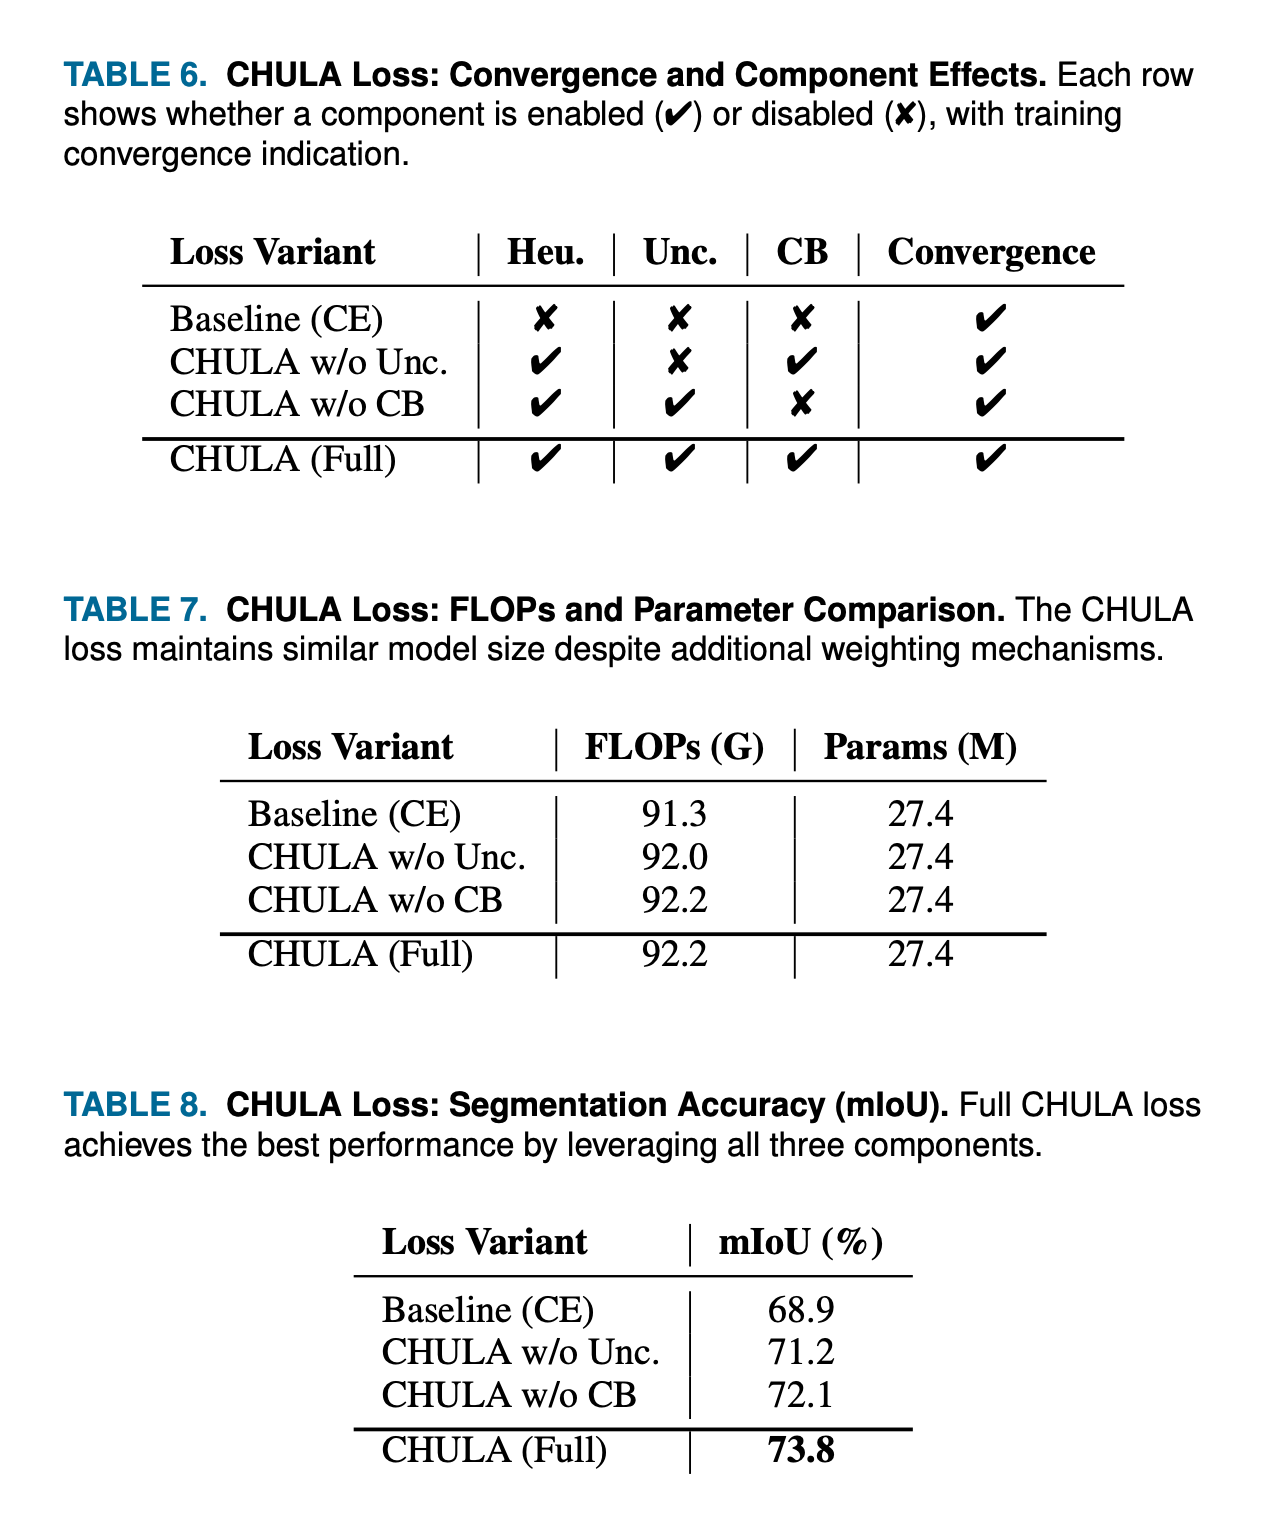 TABLE 6. CHULA Loss: Convergence and Component Effects. Each row
shows whether a component is enabled (✔) or disabled (✘), with training
convergence indication.
Loss Variant | Heu. | Unc. | CB | Convergence
Baseline (CE) | ✘ | ✘ | ✘ | ✔
CHULA w/o Unc. | ✔ | ✘ | ✔ | ✔
CHULA w/o CB | ✔ | ✔ | ✘ | ✔
CHULA (Full) | ✔ | ✔ | ✔ | ✔
TABLE 7. CHULA Loss: FLOPs and Parameter Comparison. The CHULA
loss maintains similar model size despite additional weighting mechanisms.
Loss Variant | FLOPs (G) | Params (M)
Baseline (CE) | 91.3 | 27.4
CHULA w/o Unc. | 92.0 | 27.4
CHULA w/o CB | 92.2 | 27.4
CHULA (Full) | 92.2 | 27.4
TABLE 8. CHULA Loss: Segmentation Accuracy (mIoU). Full CHULA loss
achieves the best performance by leveraging all three components.
Loss Variant | mIoU (%)
Baseline (CE) | 68.9
CHULA w/o Unc. | 71.2
CHULA w/o CB | 72.1
CHULA (Full) | 73.8